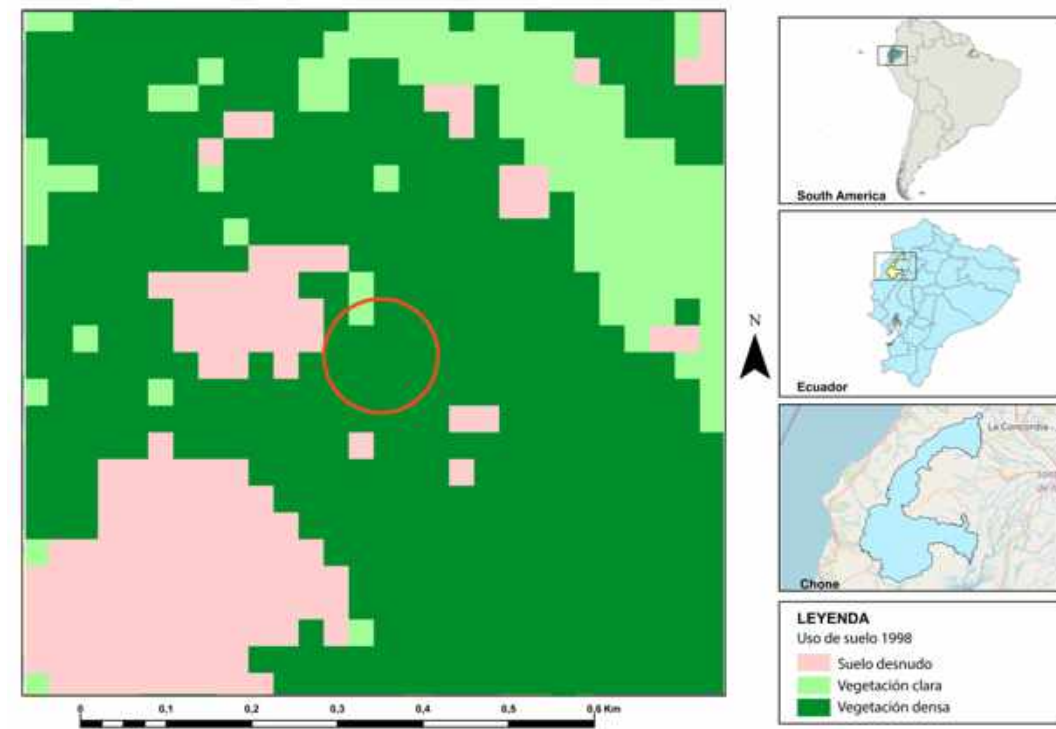 South America
N
Ecuador
La Concordia
Chone
LEYENDA
Uso de suelo 1998
Suelo desnudo
Vegetación clara
Vegetación densa
0 0,1 0,2 0,3 0,4 0,5 0,6 Km